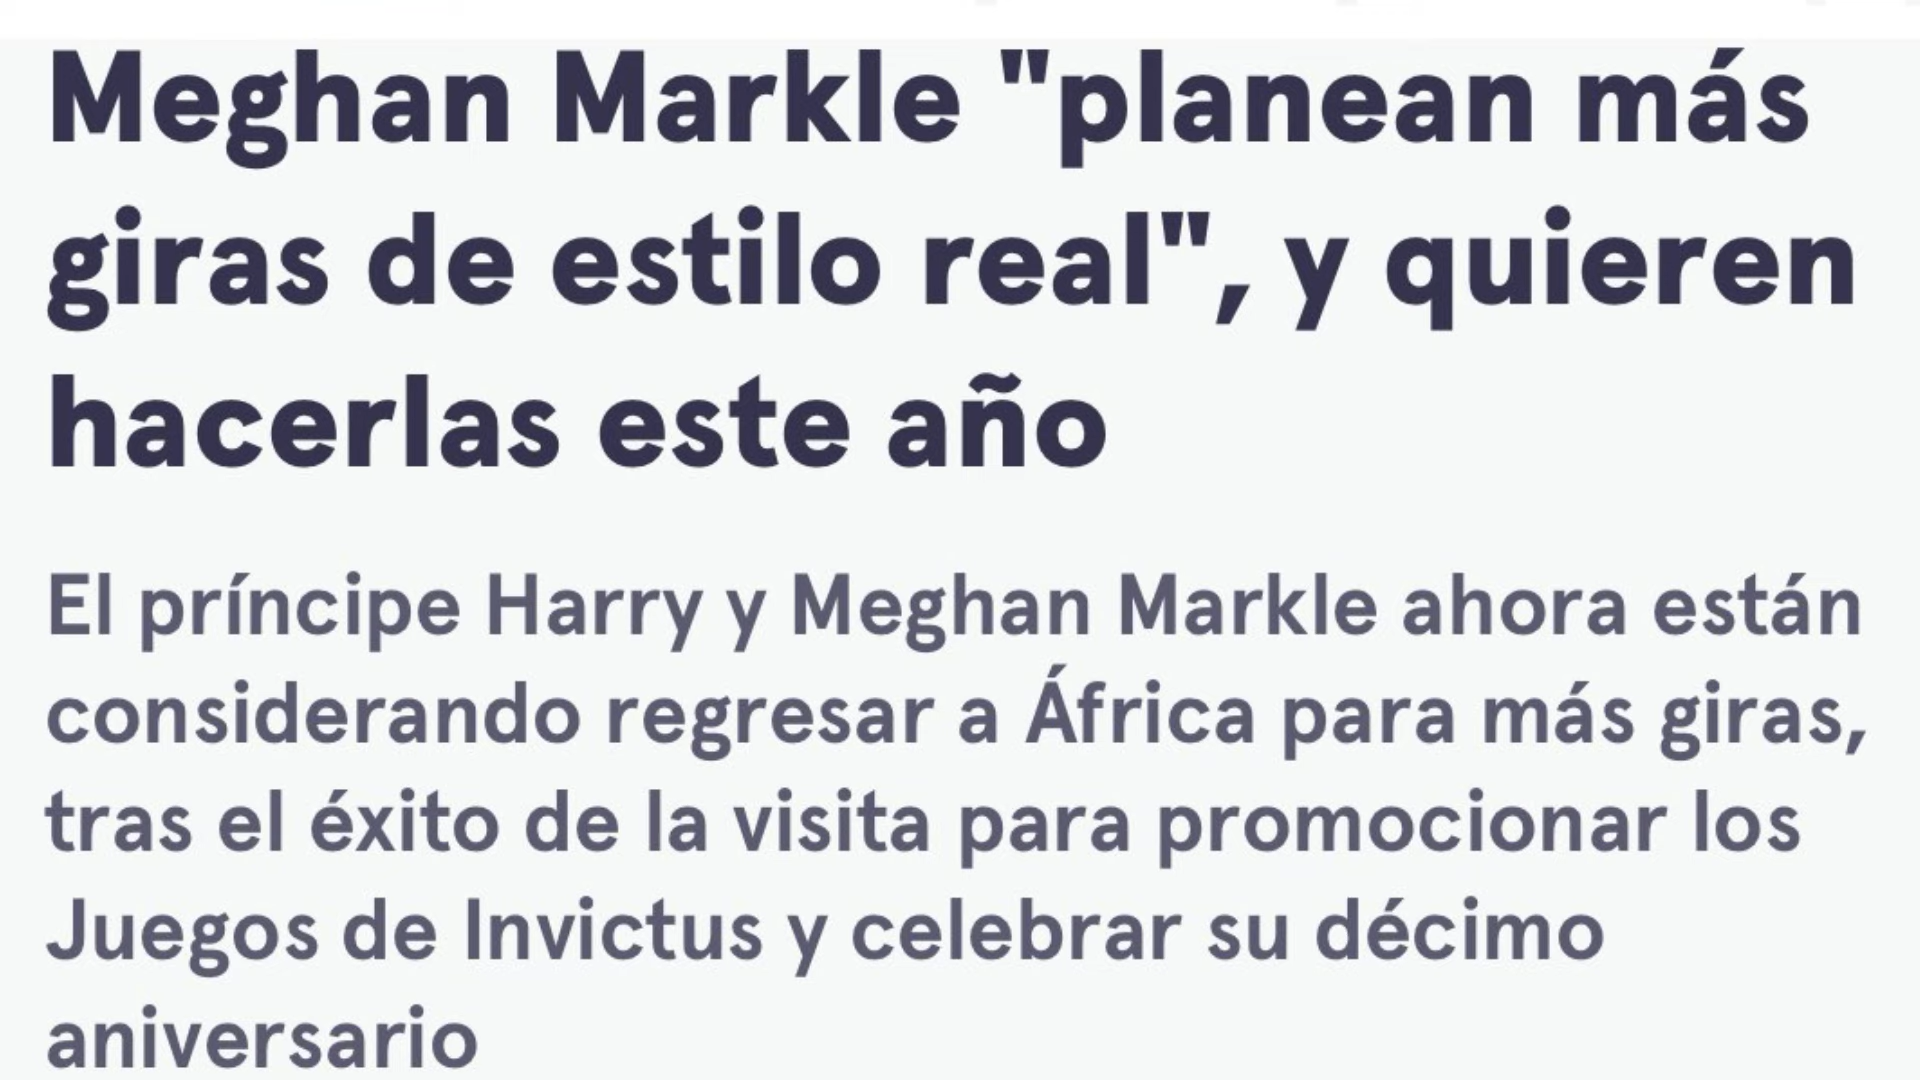 Meghan Markle "planean más
giras de estilo real", y quieren
hacerlas este año
El príncipe Harry y Meghan Markle ahora están
considerando regresar a África para más giras,
tras el éxito de la visita para promocionar los
Juegos de Invictus y celebrar su décimo
aniversario